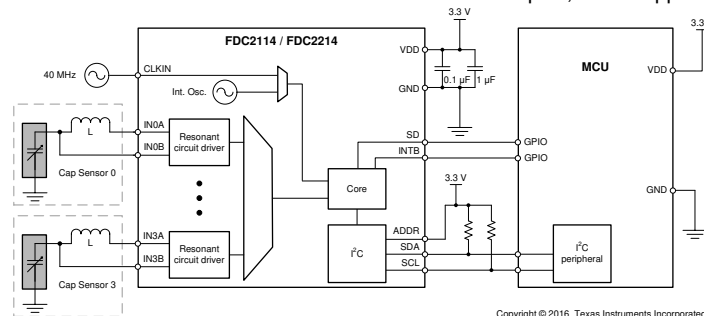 3.3 V
3.3
FDC2114 / FDC2214
VDD
MCU
40 MHz
CLKIN
0.1 µF
1 µF
VDD
Int. Osc.
GND
IN0A
L
Resonant
circuit driver
IN0B
Cap Sensor 0
SD
GPIO
INTB
GPIO
Core
3.3 V
GND
IN3A
L
Resonant
circuit driver
IN3B
Cap Sensor 3
ADDR
I²C
SDA
SCL
I²C
peripheral
Copyright © 2016, Texas Instruments Incorporated